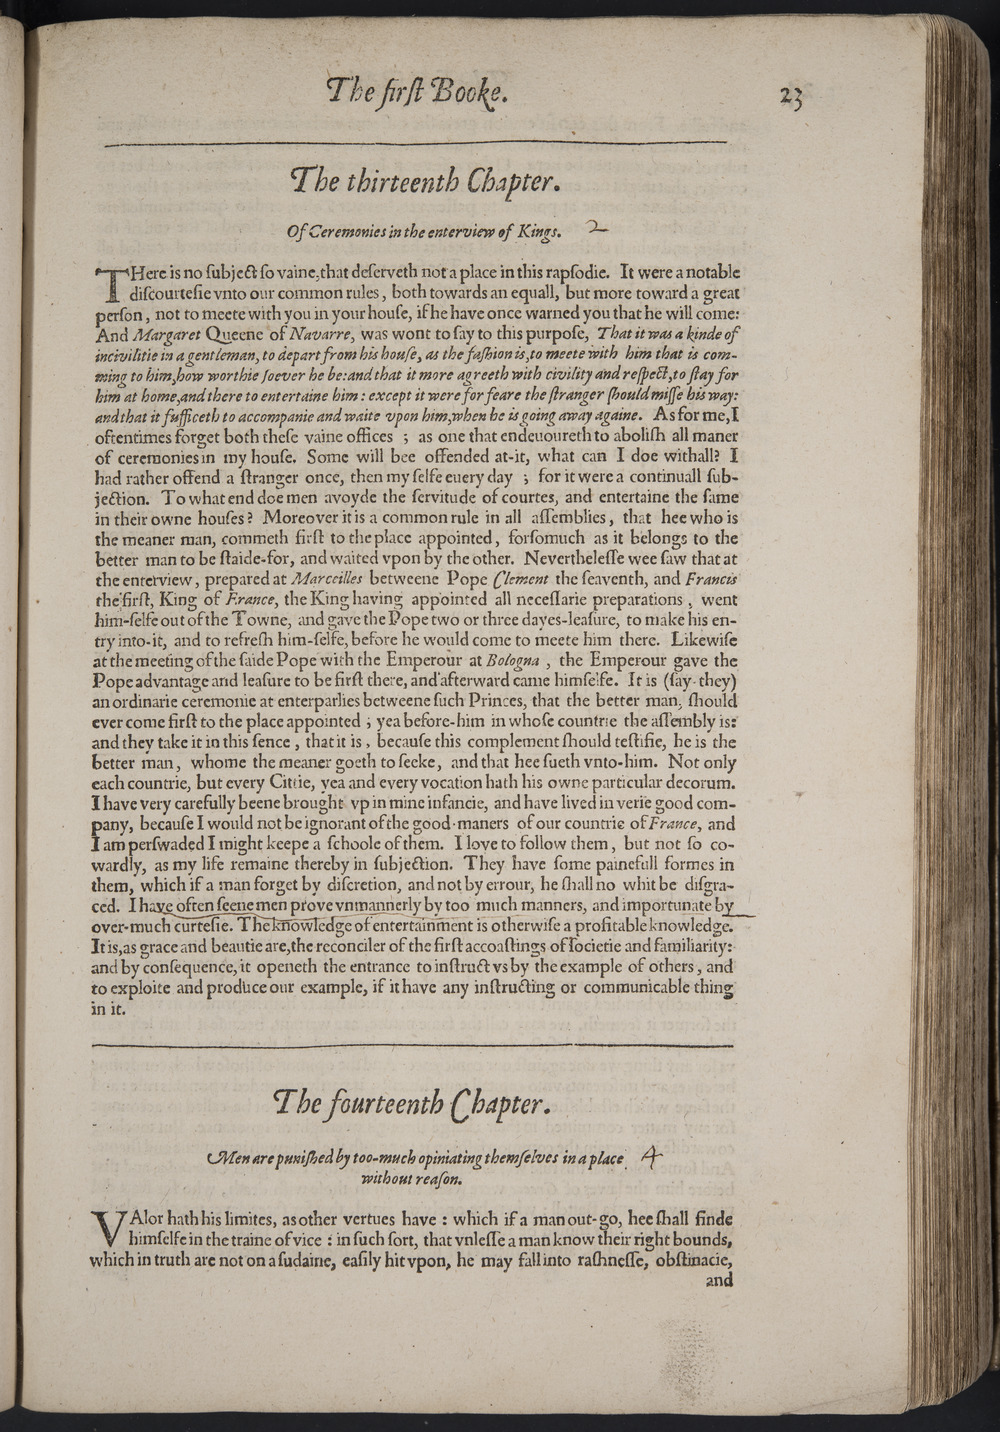 The firſt Booke. 23
The thirteenth Chapter.
Of Ceremonies in the enterview of Kings. 2
THere is no ſubject ſo vaine, that deſerveth not a place in this rapſodie. It were a notable
diſcourteſie vnto our common rules, both towards an equall, but more toward a great
perſon, not to meete with you in your houſe, if he have once warned you that he will come:
And Margaret Queene of Navarre, was wont to ſay to this purpoſe, That it was a kinde of
incivilitie in a gentleman, to depart from his houſe, as the faſhion is, to meete with him that is com-
ming to him, how worthie ſoever he be: and that it more agreeth with civility and reſpect, to ſtay for
him at home, and there to entertaine him: except it were for feare the ſtranger ſhould miſſe his way:
and that it ſufficeth to accompanie and waite vpon him, when he is going away againe. As for me, I
oftentimes forget both theſe vaine offices ; as one that endeuoureth to aboliſh all maner
of ceremonies in my houſe. Some will bee offended at-it, what can I doe withall? I
had rather offend a ſtranger once, then my ſelfe euery day ; for it were a continuall ſub-
jection. To what end doe men avoyde the ſervitude of courtes, and entertaine the ſame
in their owne houſes? Moreover it is a common rule in all aſſemblies, that hee who is
the meaner man, commeth firſt to the place appointed, forſomuch as it belongs to the
better man to be ſtaide-for, and waited vpon by the other. Nevertheleſſe wee ſaw that at
the enterview, prepared at Marceilles betweene Pope Clement the ſeaventh, and Francis
the firſt, King of France, the King having appointed all neceſſarie preparations, went
him-ſelfe out of the Towne, and gave the Pope two or three dayes-leaſure, to make his en-
try into-it, and to refreſh him-ſelfe, before he would come to meete him there. Likewiſe
at the meeting of the ſaide Pope with the Emperour at Bologna, the Emperour gave the
Pope advantage and leaſure to be firſt there, and afterward came himſelfe. It is (ſay-they)
an ordinarie ceremonie at enterparlies betweene ſuch Princes, that the better man, ſhould
ever come firſt to the place appointed ; yea before-him in whoſe countrie the aſſembly is:
and they take it in this ſence, that it is, becauſe this complement ſhould teſtifie, he is the
better man, whome the meaner goeth to ſeeke, and that hee ſueth vnto-him. Not only
each countrie, but every Cittie, yea and every vocation hath his owne particular decorum.
I have very carefully beene brought vp in mine infancie, and have lived in verie good com-
pany, becauſe I would not be ignorant of the good-maners of our countrie of France, and
I am perſwaded I might keepe a ſchoole of them. I love to follow them, but not ſo co-
wardly, as my life remaine thereby in ſubjection. They have ſome painefull formes in
them, which if a man forget by diſcretion, and not by errour, he ſhall no whit be diſgra-
ced. I have often ſeene men prove vnmannerly by too much manners, and importunate by
over-much curteſie. The knowledge of entertainment is otherwiſe a profitable knowledge.
It is, as grace and beautie are, the reconciler of the firſt accoaſtings of ſocietie and familiarity:
and by conſequence, it openeth the entrance to inſtruct vs by the example of others, and
to exploite and produce our example, if it have any inſtructing or communicable thing
in it.
The fourteenth Chapter.
Men are puniſhed by too-much opiniating themſelves in a place 4
without reaſon.
VAlor hath his limites, as other vertues have : which if a man out-go, hee ſhall finde
himſelfe in the traine of vice : in ſuch ſort, that vnleſſe a man know their right bounds,
which in truth are not on a ſudaine, eaſily hit vpon, he may fall into raſhneſſe, obſtinacie,
and